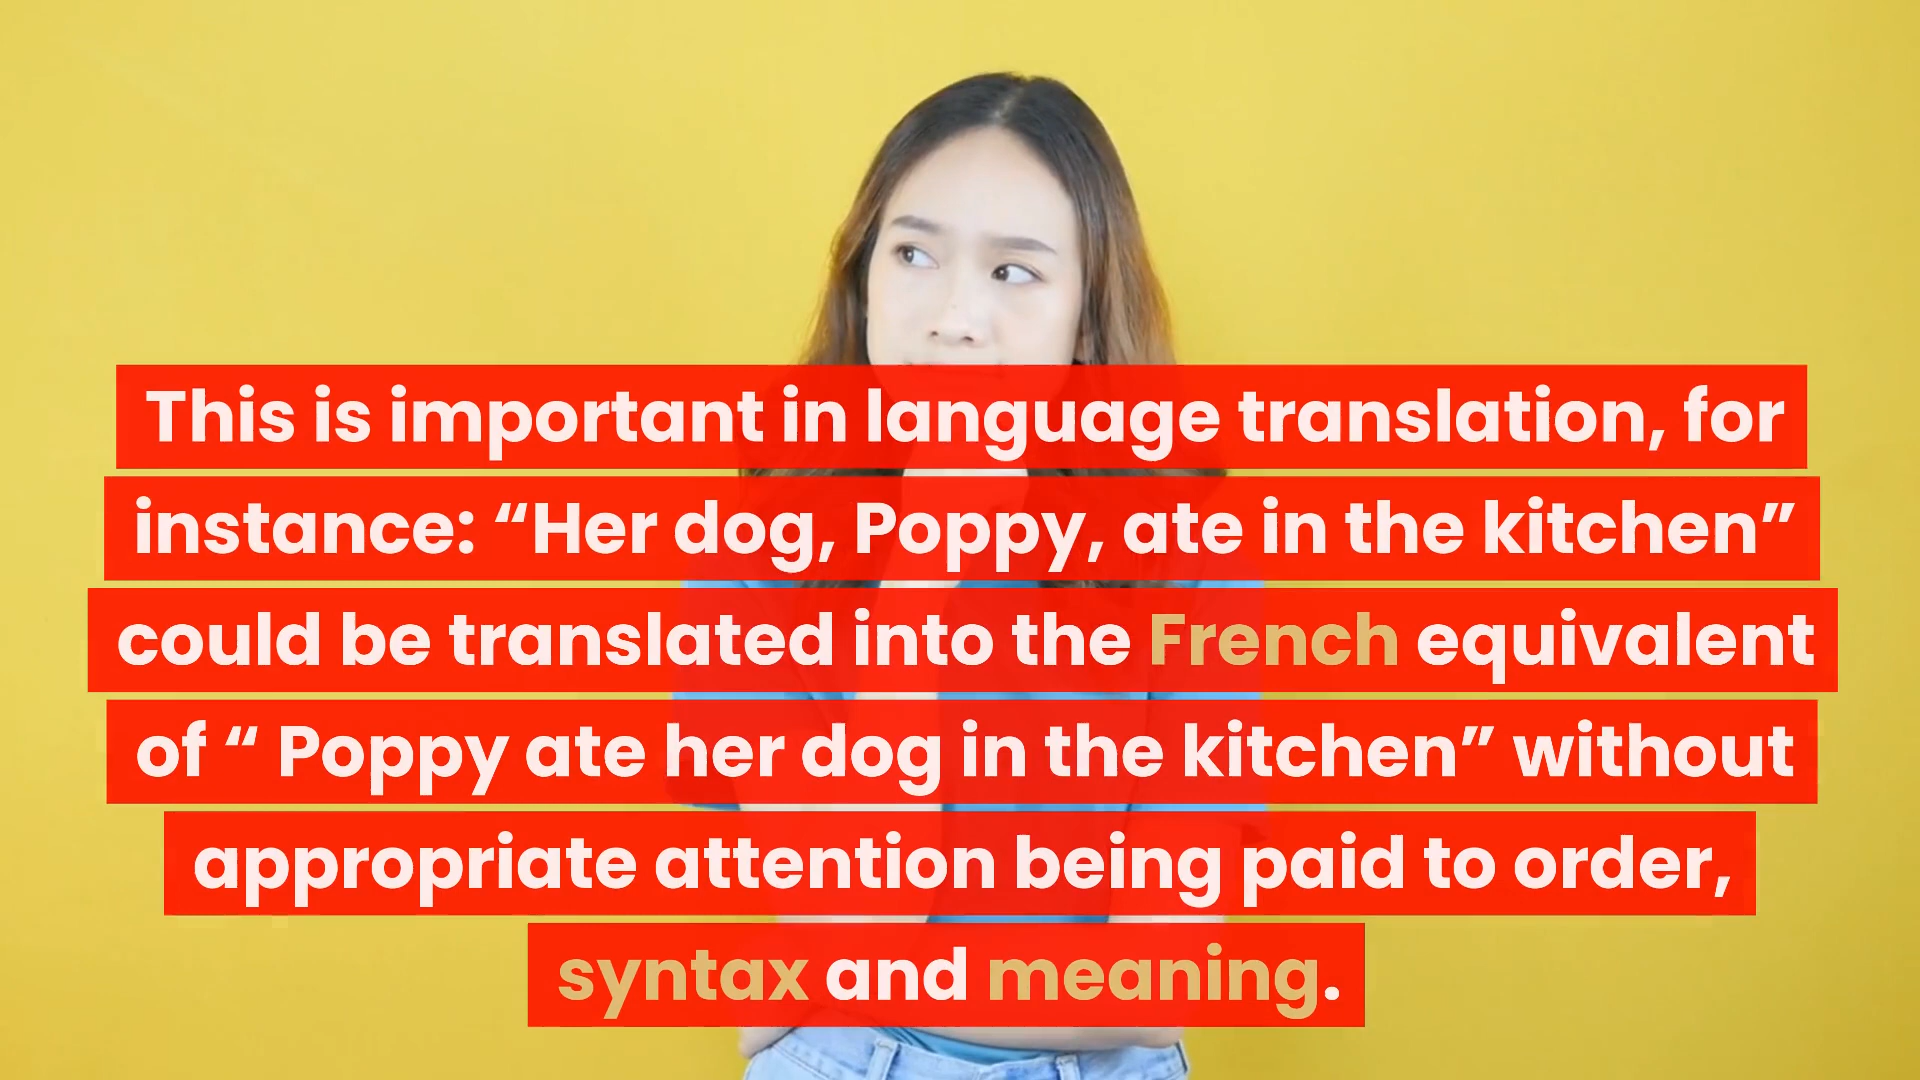 This is important in language translation, for
instance: “Her dog, Poppy, ate in the kitchen”
could be translated into the French equivalent
of “ Poppy ate her dog in the kitchen” without
appropriate attention being paid to order,
syntax and meaning.